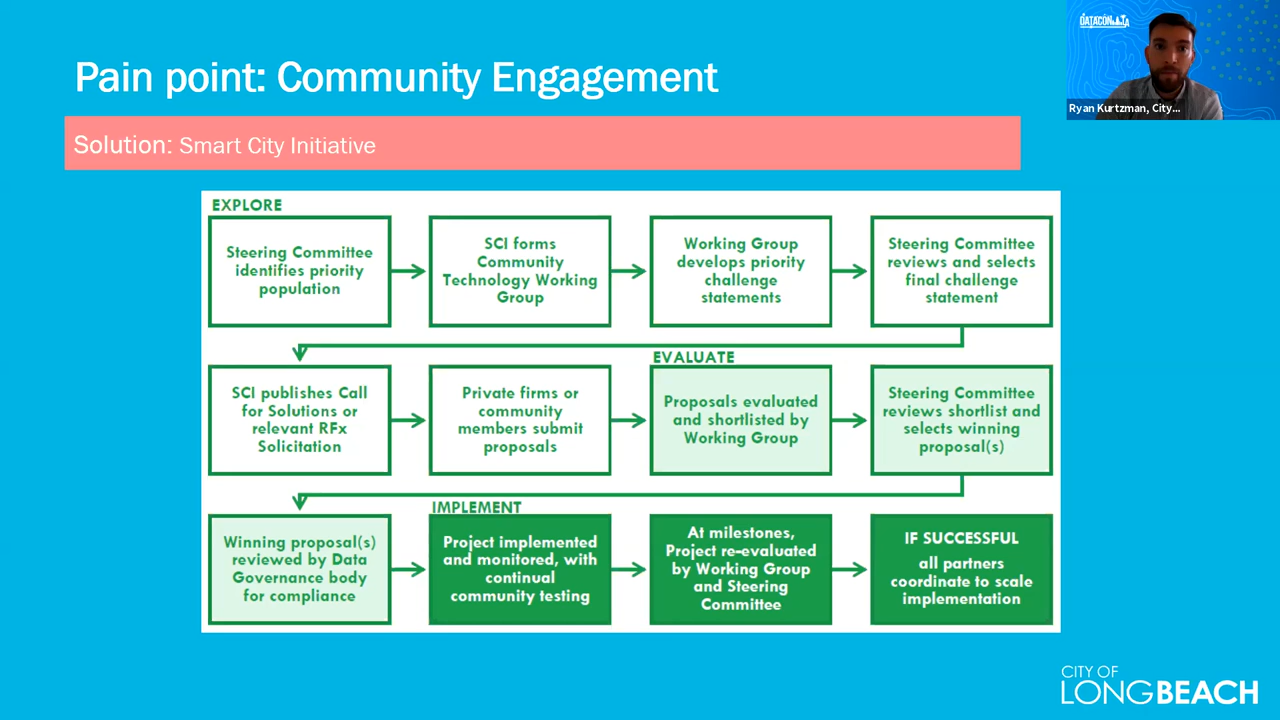 Pain point: Community Engagement
Solution: Smart City Initiative
DATACON
Ryan Kurtzman, City...
EXPLORE
Steering Committee
identifies priority
population
SCI forms
Community
Technology Working
Group
Working Group
develops priority
challenge
statements
Steering Committee
reviews and selects
final challenge
statement
SCI publishes Call
for Solutions or
relevant RFx
Solicitation
Private firms or
community
members submit
proposals
EVALUATE
Proposals evaluated
and shortlisted by
Working Group
Steering Committee
reviews shortlist and
selects winning
proposal(s)
Winning proposal(s)
reviewed by Data
Governance body
for compliance
IMPLEMENT
Project implemented
and monitored, with
continual
community testing
At milestones,
Project re-evaluated
by Working Group
and Steering
Committee
IF SUCCESSFUL
all partners
coordinate to scale
implementation
CITY OF
LONGBEACH